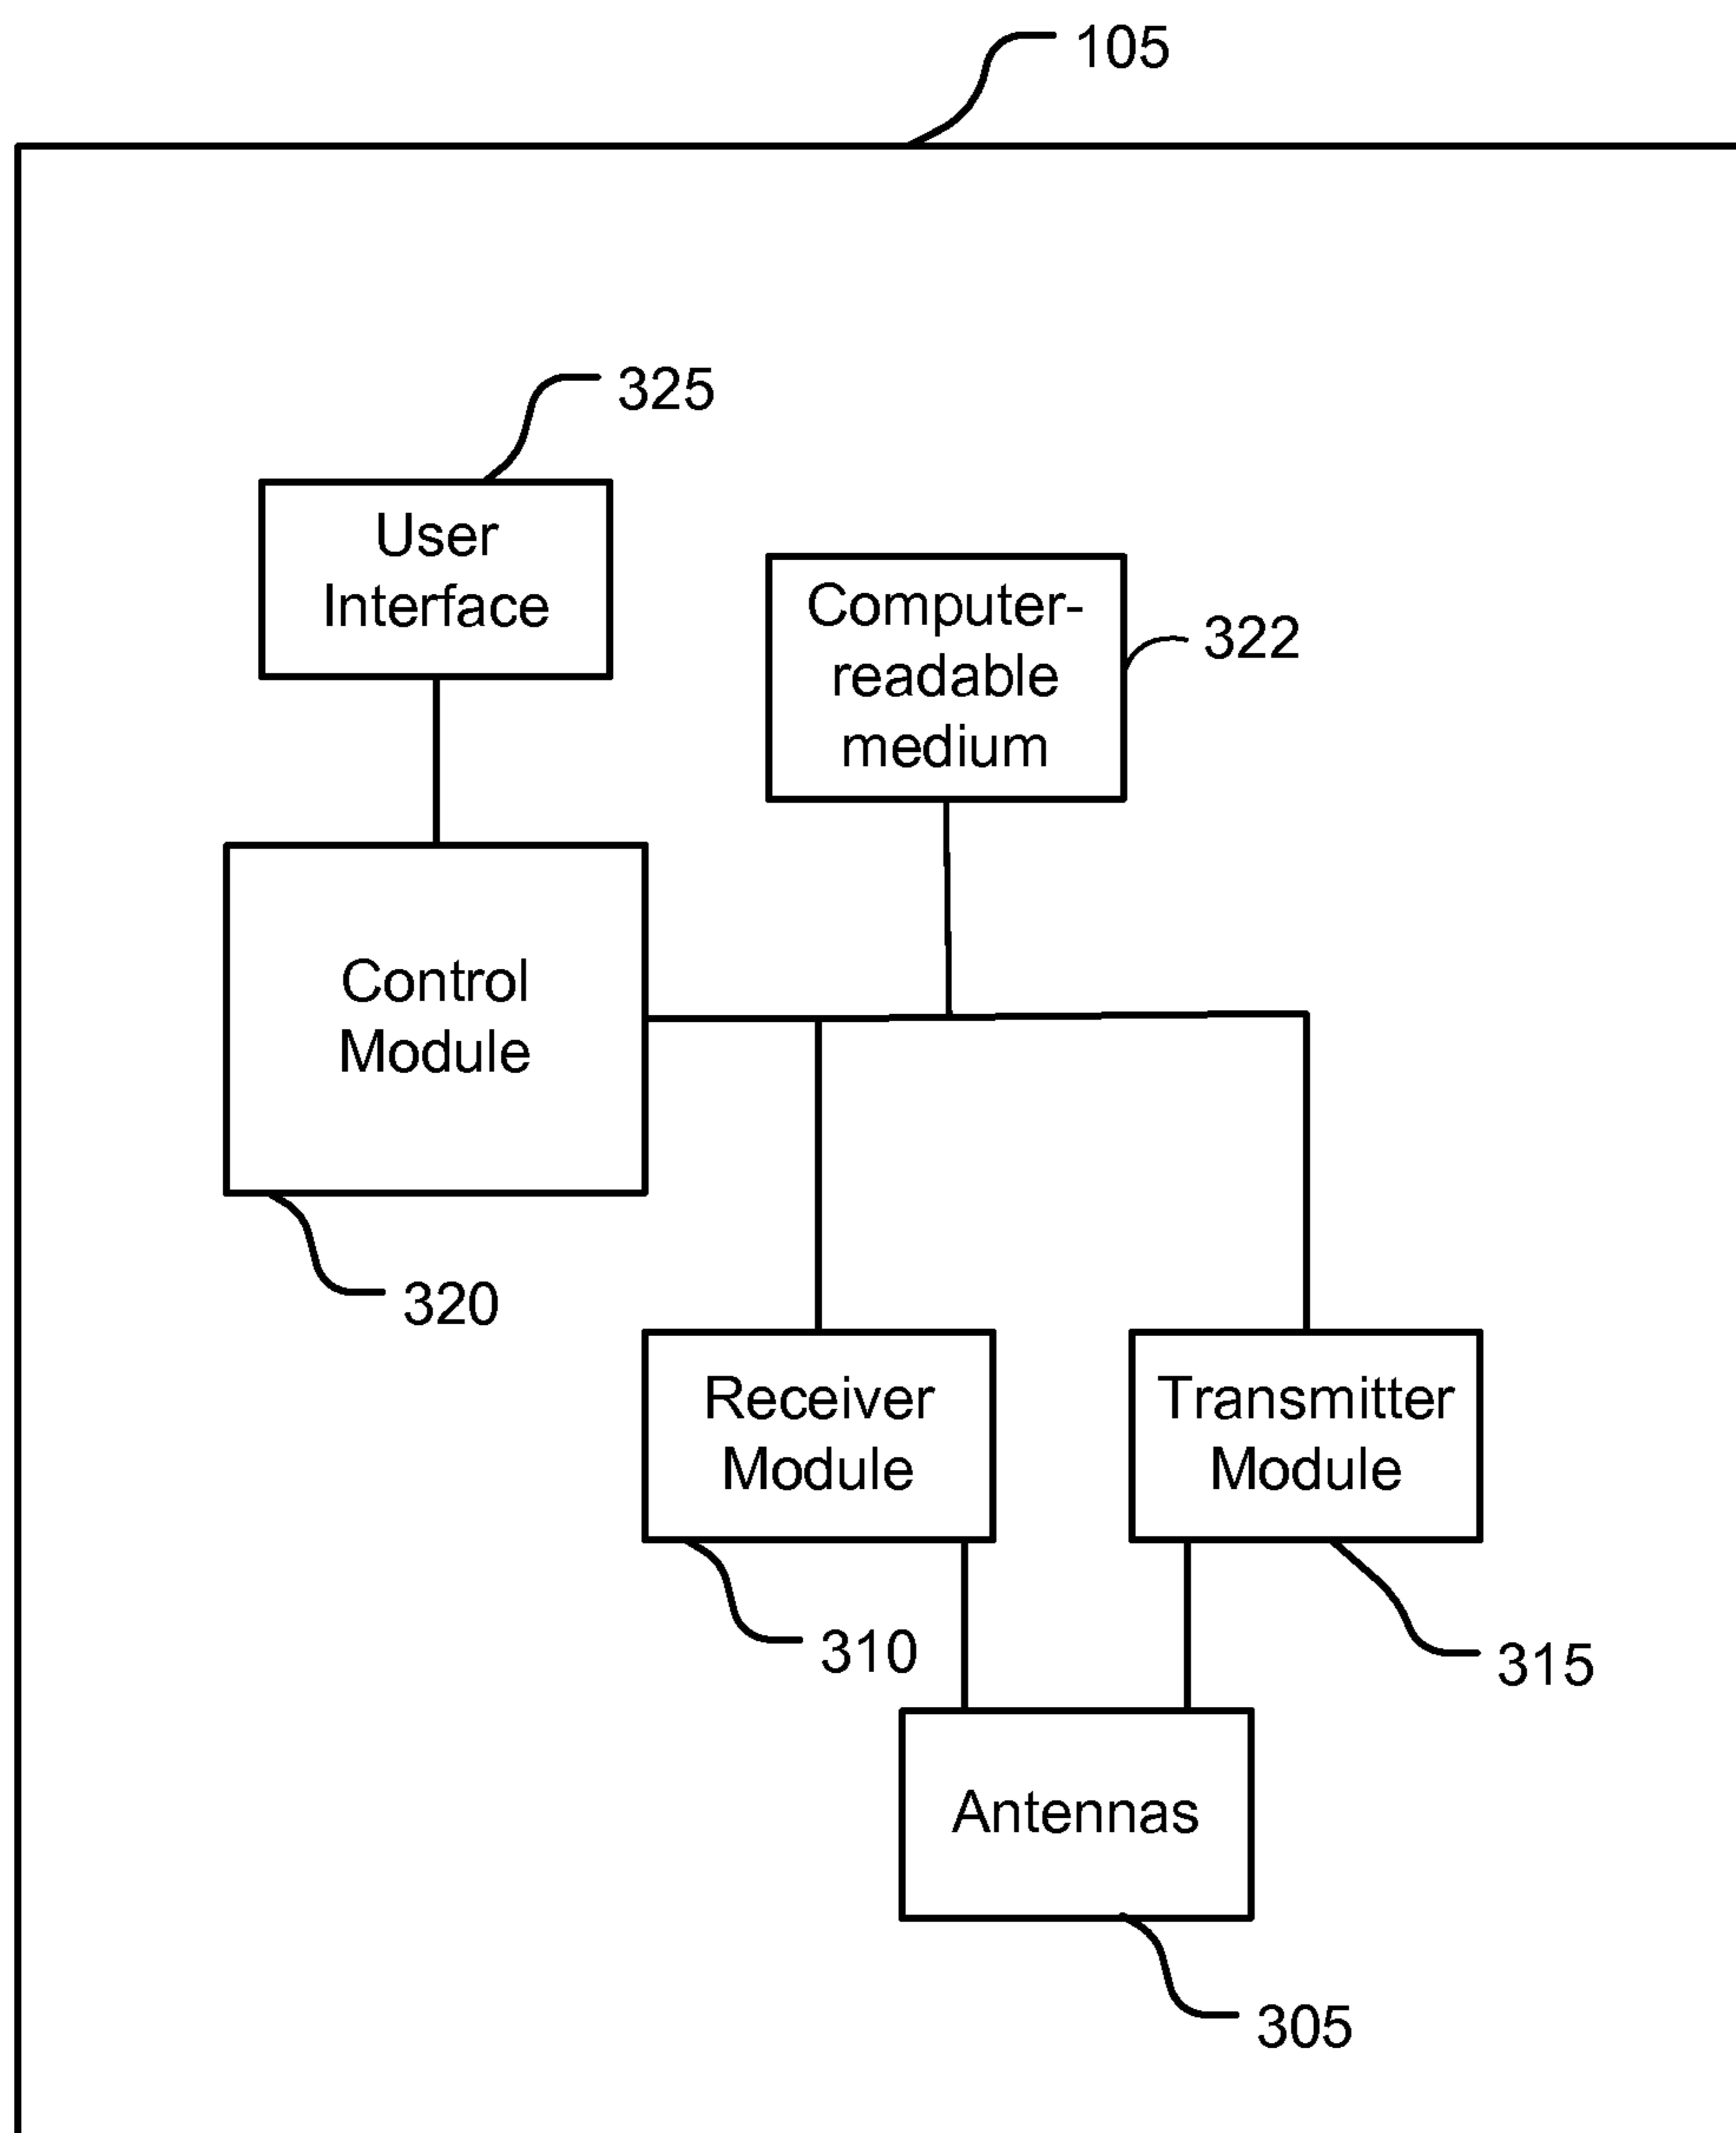 105
325
User
Interface
Computer-
readable
medium
322
Control
Module
320
Receiver
Module
Transmitter
Module
310
315
Antennas
305